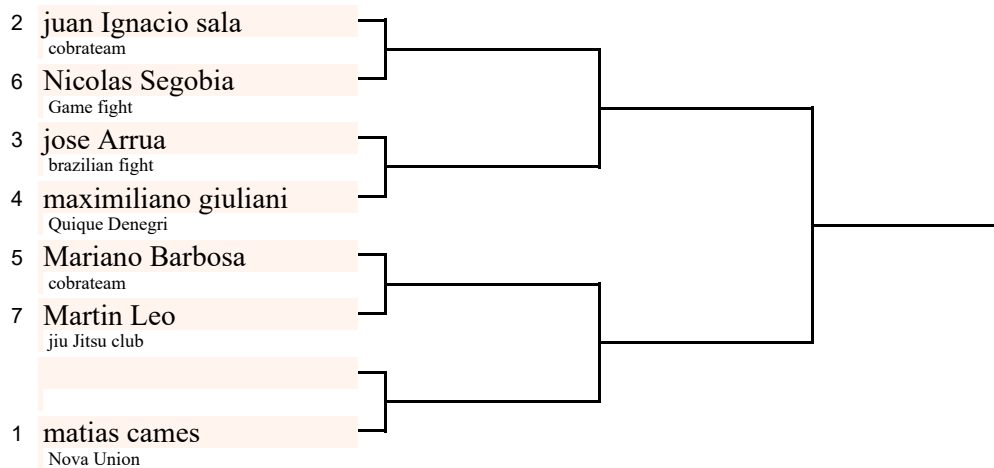 2 juan Ignacio sala
cobrateam
6 Nicolas Segobia
Game fight
3 jose Arrua
brazilian fight
4 maximiliano giuliani
Quique Denegri
5 Mariano Barbosa
cobrateam
7 Martin Leo
jiu Jitsu club
1 matias cames
Nova Union